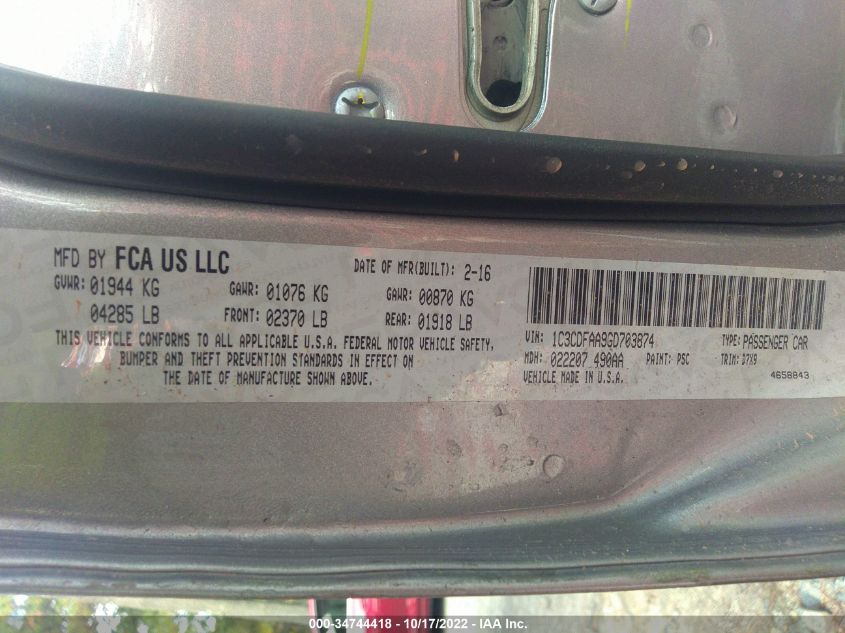 MFD BY FCA US LLC
DATE OF MFR(BUILT): 2-16
GVWR: 01944 KG GAWR: 01076 KG GAWR: 00870 KG
04285 LB FRONT: 02370 LB REAR: 01918 LB
THIS VEHICLE CONFORMS TO ALL APPLICABLE U.S.A. FEDERAL MOTOR VEHICLE SAFETY,
BUMPER AND THEFT PREVENTION STANDARDS IN EFFECT ON
THE DATE OF MANUFACTURE SHOWN ABOVE.
VIN: 1C3CDFAA9GD703874 TYPE: PASSENGER CAR
MDH: 022207 490AA PAINT: PSC TRIM: D7X9
VEHICLE MADE IN U.S.A. 4658843
000-34744418 - 10/17/2022 - IAA Inc.